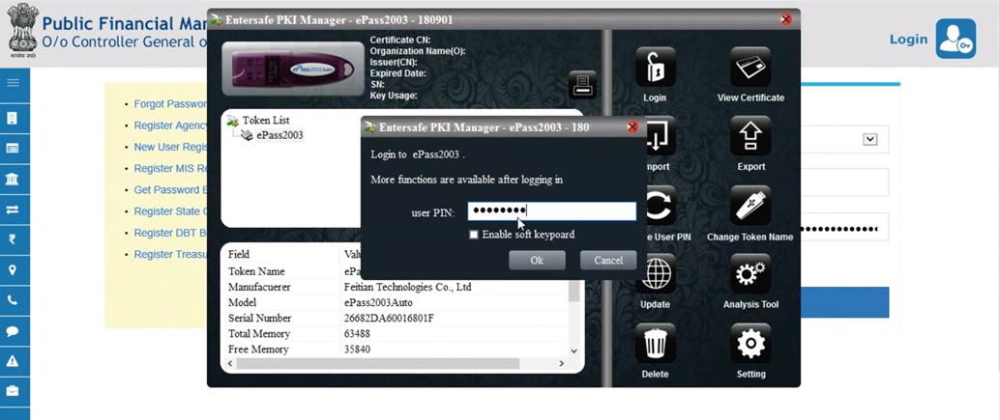 Public Financial Ma
O/o Controller General o
Login
Forgot Passwor
Register Agency
New User Regis
Register MIS Re
Get Password E
Register State G
Register DBT B
Register Treasu
Entersafe PKI Manager - ePass2003 - 180901
ePass2003Auto
Certificate CN:
Organization Name(O):
Issuer(CN):
Expired Date:
SN:
Key Usage:
Token List
ePass2003
Login
View Certificate
mport
Export
e User PIN
Change Token Name
Update
Analysis Tool
Delete
Setting
Entersafe PKI Manager - ePass2003 - 180
Login to ePass2003 .
More functions are available after logging in
user PIN: ●●●●●●●●
Enable soft keypoard
Ok Cancel
Field Valu
Token Name ePa
Manufacuerer Feitian Technologies Co., Ltd
Model ePass2003Auto
Serial Number 26682DA60016801F
Total Memory 63488
Free Memory 35840